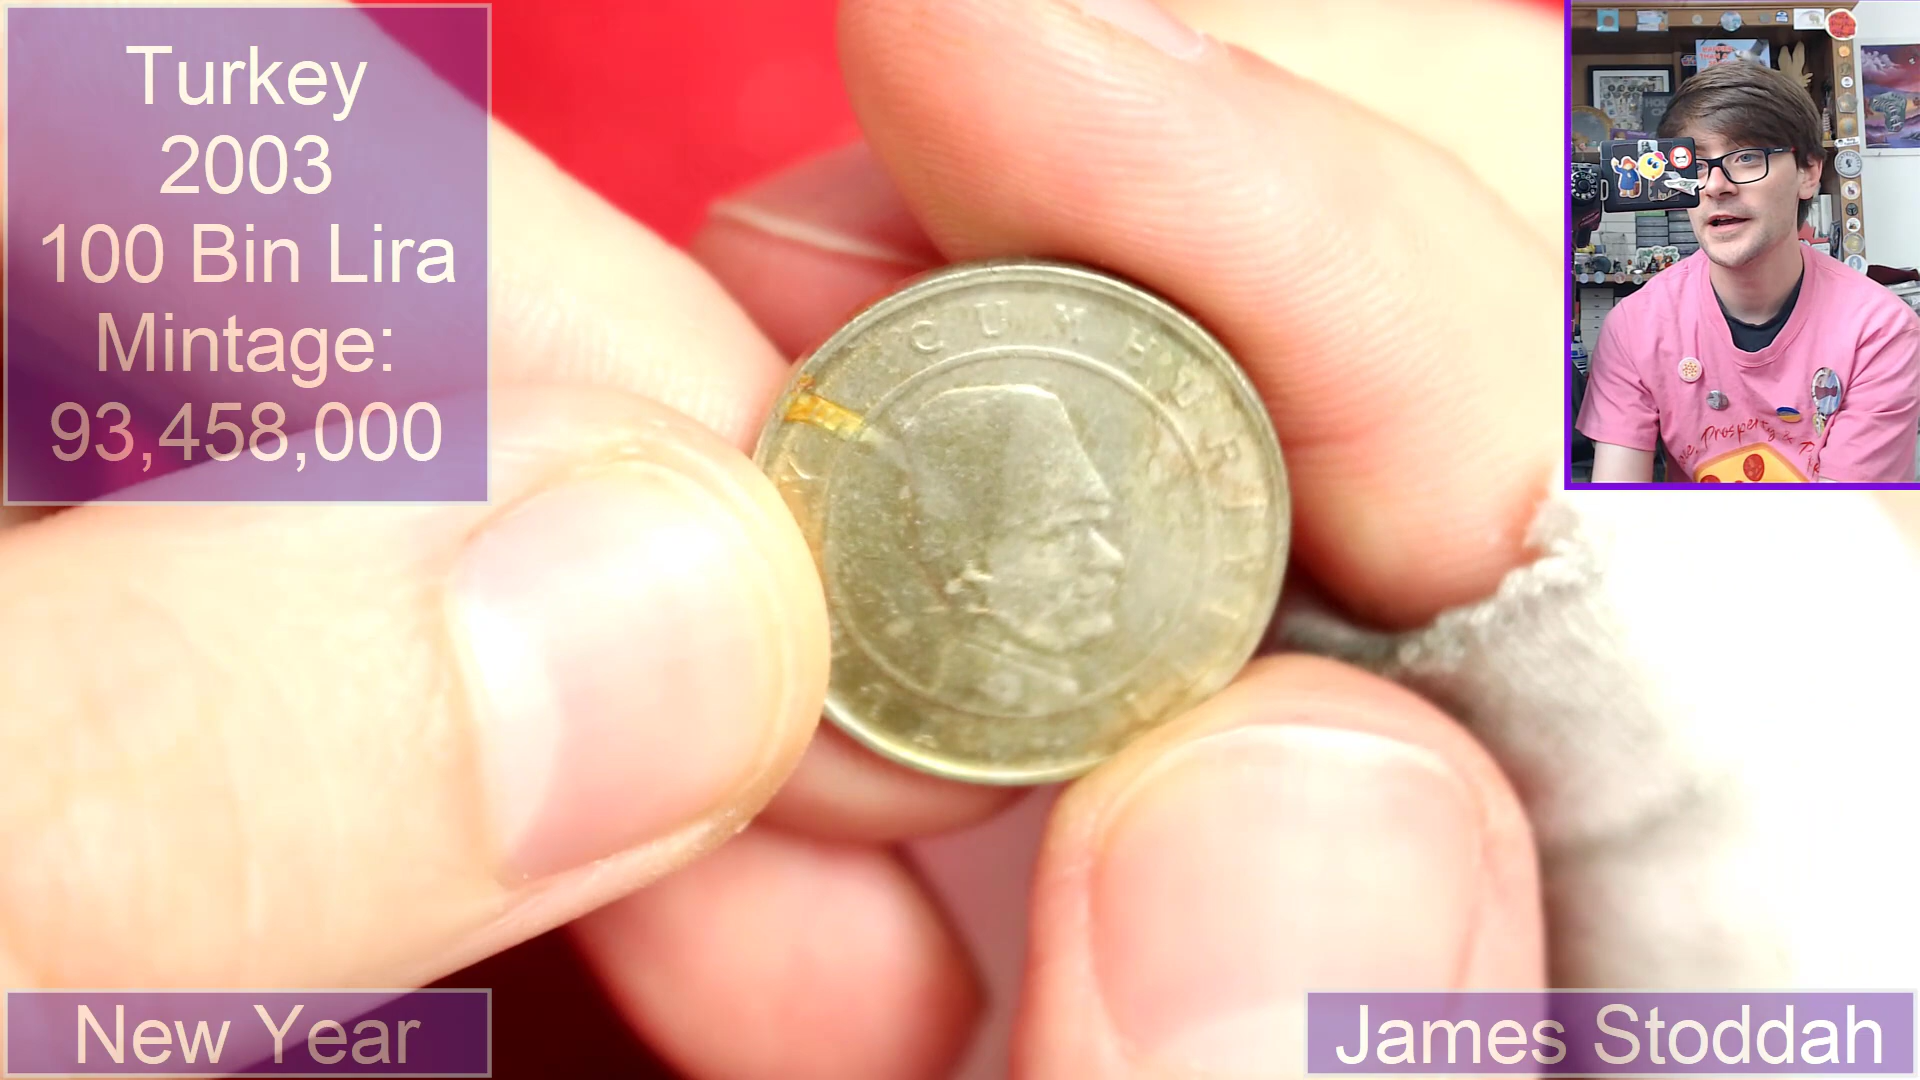 Turkey
2003
100 Bin Lira
Mintage:
93,458,000
New Year
James Stoddah